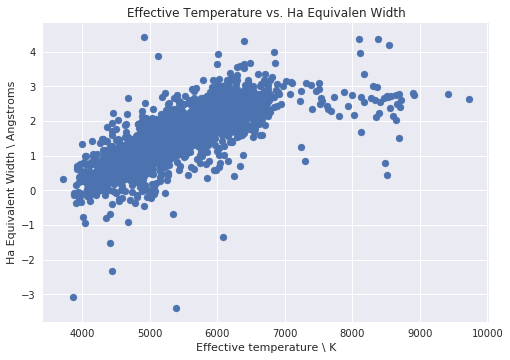 Effective Temperature vs. Ha Equivalen Width
Ha Equivalent Width \ Angstroms
4
3
2
1
0
−1
−2
−3
4000 5000 6000 7000 8000 9000 10000
Effective temperature \ K